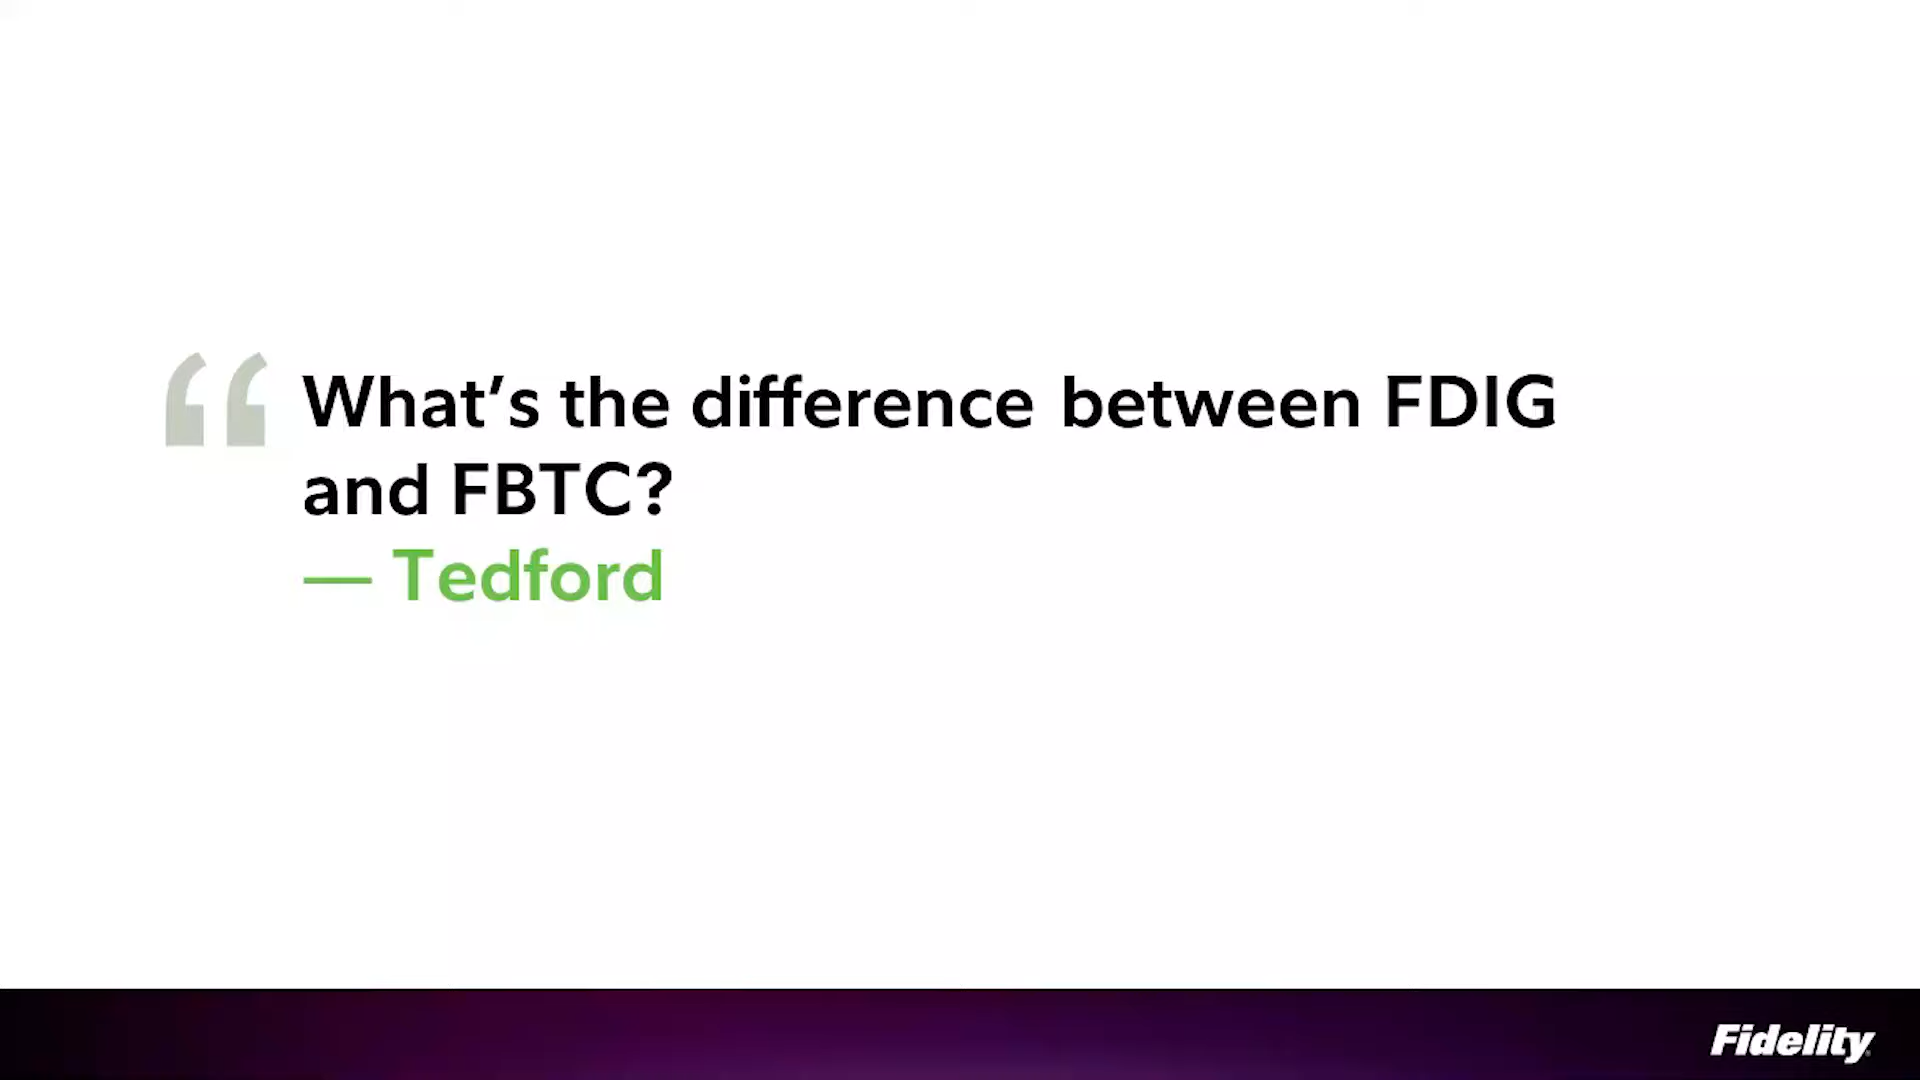 “What’s the difference between FDIG
and FBTC?
— Tedford
Fidelity